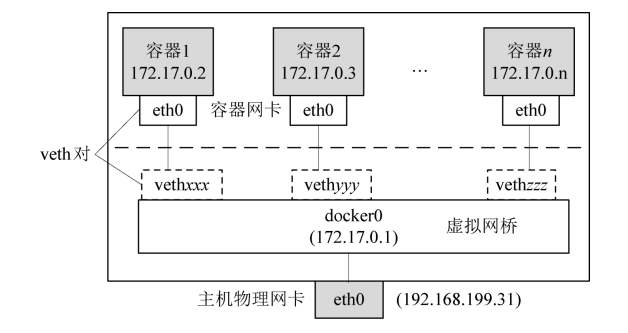 容器1
172.17.0.2
容器2
172.17.0.3
…
容器n
172.17.0.n
eth0
容器网卡
eth0
eth0
veth对
vethxxx
vethyyy
vethzzz
docker0
(172.17.0.1)
虚拟网桥
主机物理网卡
eth0
(192.168.199.31)